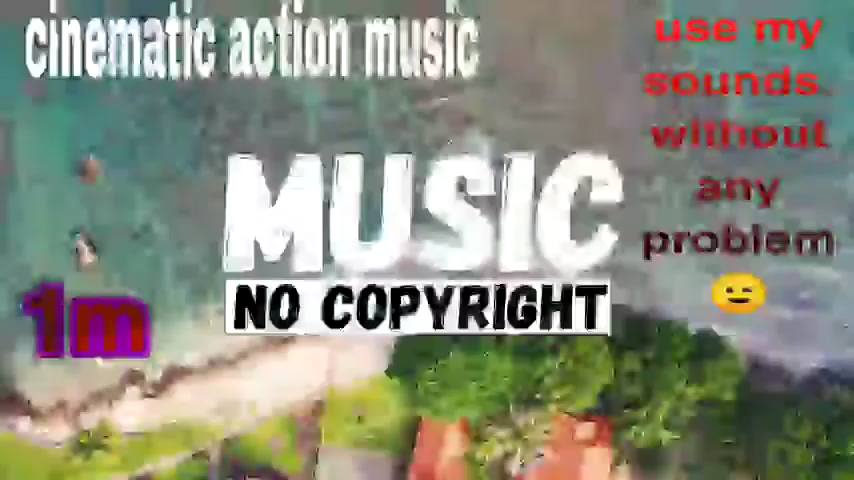 cinematic action music
use my
sounds.
without
any
problem
😉
MUSIC
NO COPYRIGHT
1m